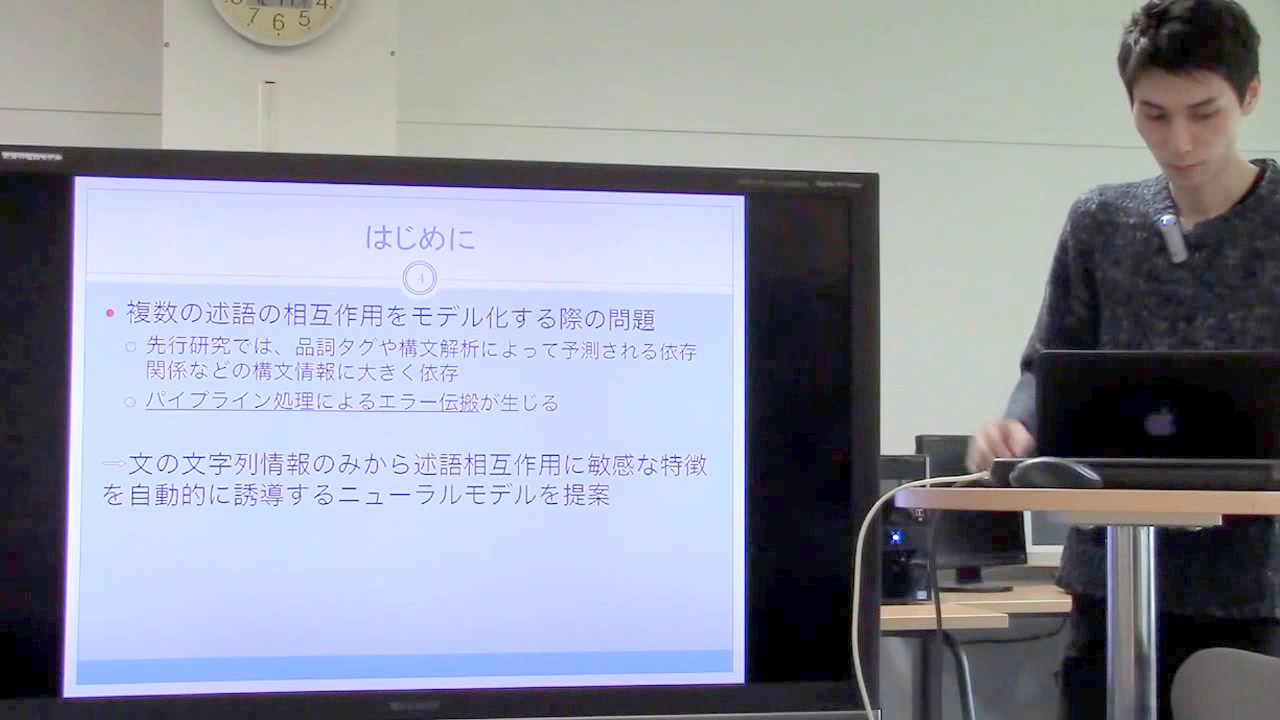 4
7
6
5
はじめに
4
• 複数の述語の相互作用をモデル化する際の問題
○ 先行研究では、品詞タグや構文解析によって予測される依存
関係などの構文情報に大きく依存
○ パイプライン処理によるエラー伝搬が生じる
⇒文の文字列情報のみから述語相互作用に敏感な特徴
を自動的に誘導するニューラルモデルを提案